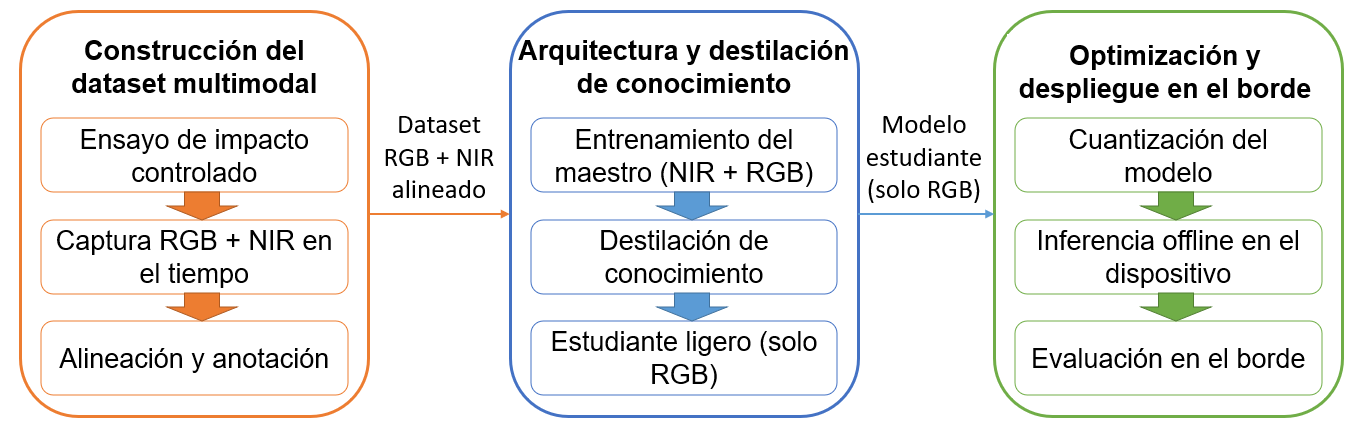 Construcción del
dataset multimodal
Ensayo de impacto
controlado
Captura RGB + NIR en
el tiempo
Alineación y anotación
Dataset
RGB + NIR
alineado
Arquitectura y destilación
de conocimiento
Entrenamiento del
maestro (NIR + RGB)
Destilación de
conocimiento
Estudiante ligero (solo
RGB)
Modelo
estudiante
(solo RGB)
Optimización y
despliegue en el borde
Cuantización del
modelo
Inferencia offline en el
dispositivo
Evaluación en el borde